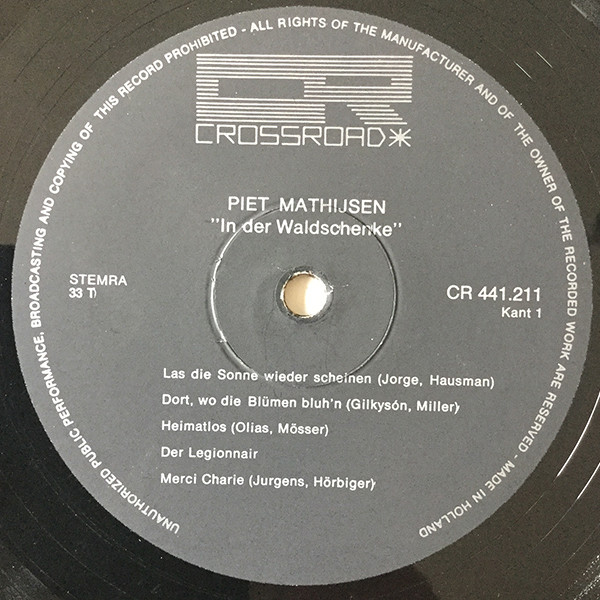 UNAUTHORIZED PUBLIC PERFORMANCE, BROADCASTING AND COPYING OF THIS RECORD PROHIBITED - ALL RIGHTS OF THE MANUFACTURER AND OF THE OWNER OF THE RECORDED WORK ARE RESERVED - MADE IN HOLLAND
CR
CROSSROAD*
PIET MATHIJSEN
"In der Waldschenke"
STEMRA
33 T)
CR 441.211
Kant 1
Las die Sonne wieder scheinen (Jorge, Hausman)
Dort, wo die Blümen bluh'n (Gilkysón, Miller)
Heimatlos (Olias, Mösser)
Der Legionnair
Merci Charie (Jurgens, Hörbiger)